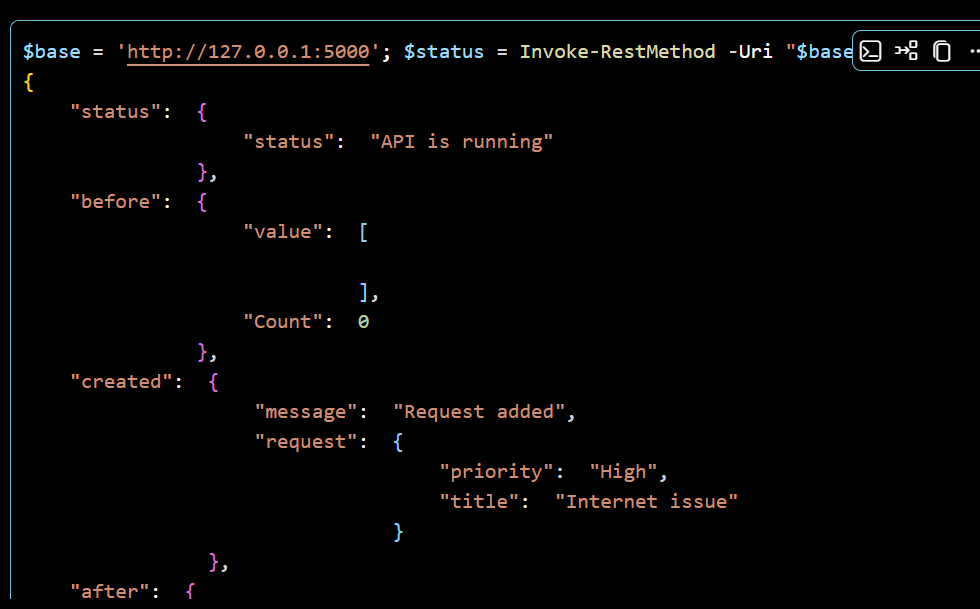 $base = 'http://127.0.0.1:5000'; $status = Invoke-RestMethod -Uri "$base
{
    "status":  {
                   "status":  "API is running"
               },
    "before":  {
                   "value":  [

                             ],
                   "Count":  0
               },
    "created":  {
                    "message":  "Request added",
                    "request":  {
                                    "priority":  "High",
                                    "title":  "Internet issue"
                                }
                },
    "after":  {